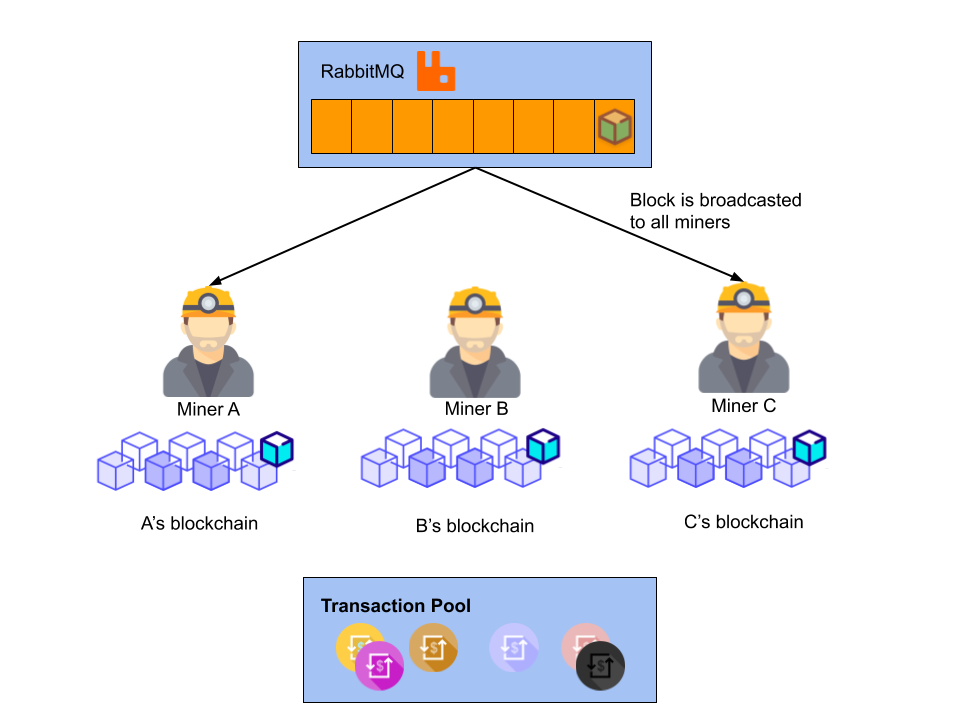 RabbitMQ
Block is broadcasted
to all miners
Miner A
Miner B
Miner C
A's blockchain
B's blockchain
C's blockchain
Transaction Pool
$
$
$
$
$
$